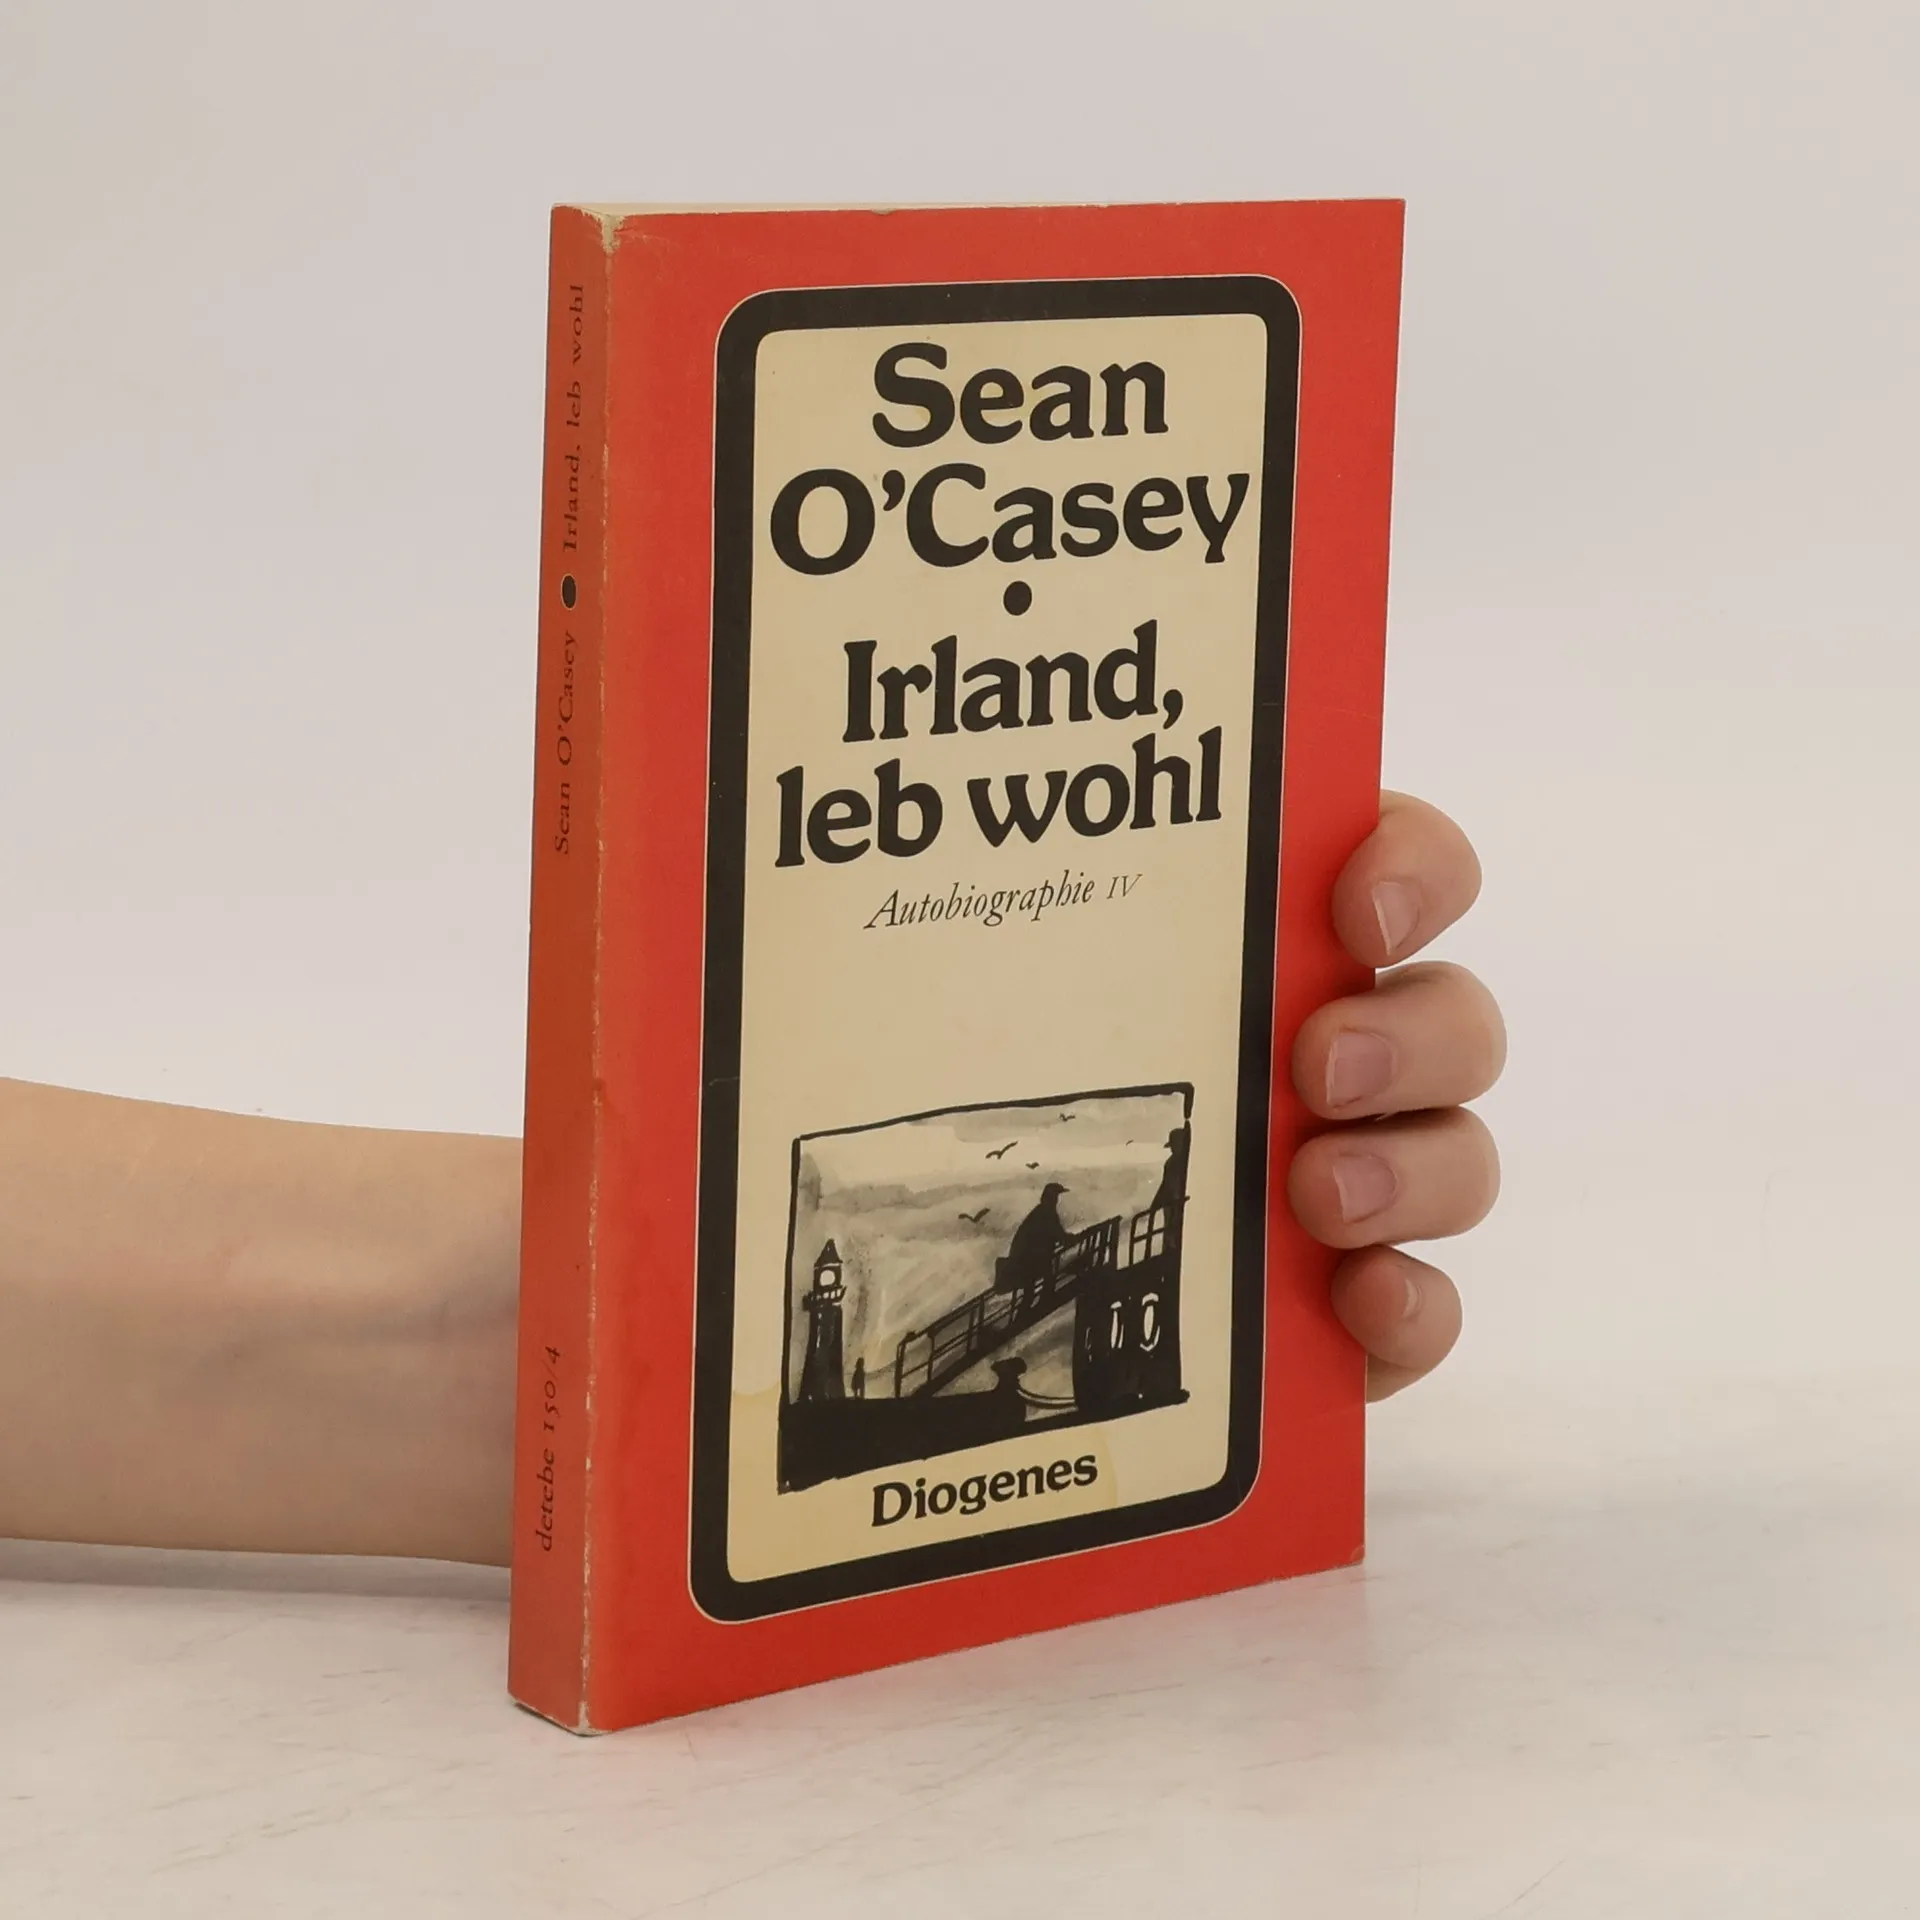 Sean
O'Casey
•
Irland,
leb wohl
Autobiographie IV
Diogenes
Sean O'Casey • Irland, leb wohl
detebe 150/4